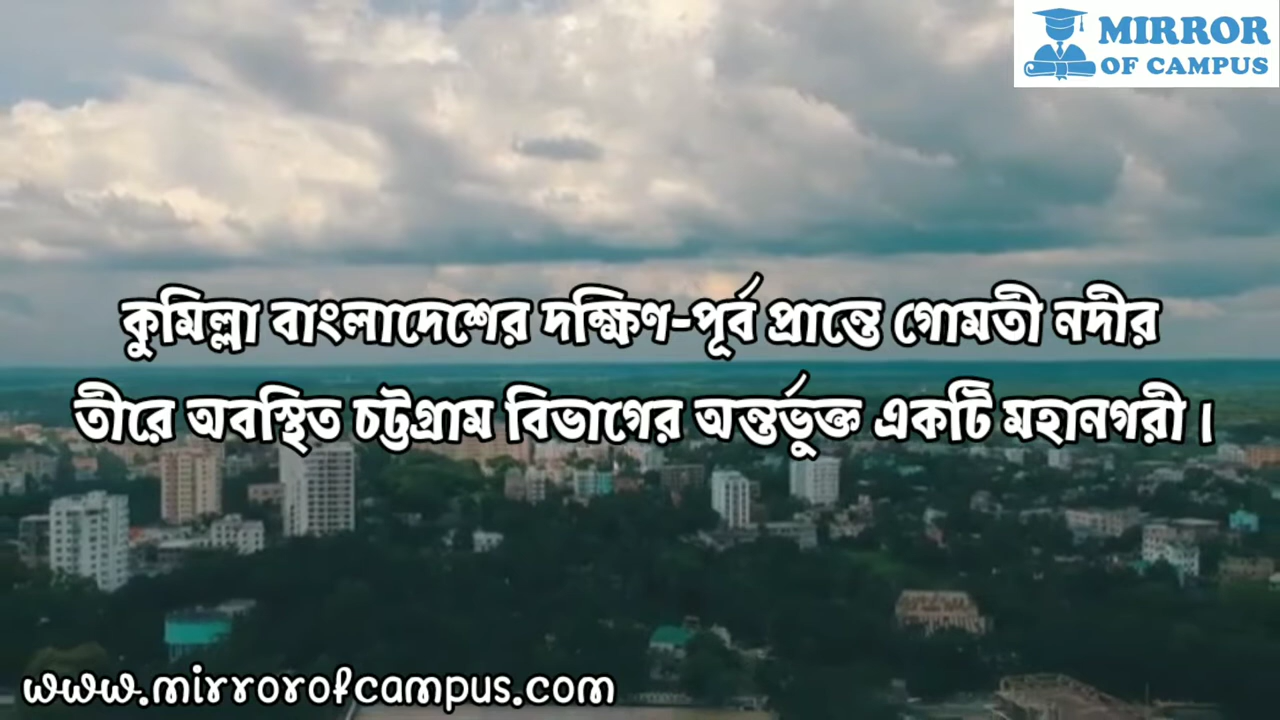 MIRROR
OF CAMPUS
কুমিল্লা বাংলাদেশের দক্ষিণ-পূর্ব প্রান্তে গোমতী নদীর
তীরে অবস্থিত চট্টগ্রাম বিভাগের অন্তর্ভুক্ত একটি মহানগরী।
www.mirrorofcampus.com